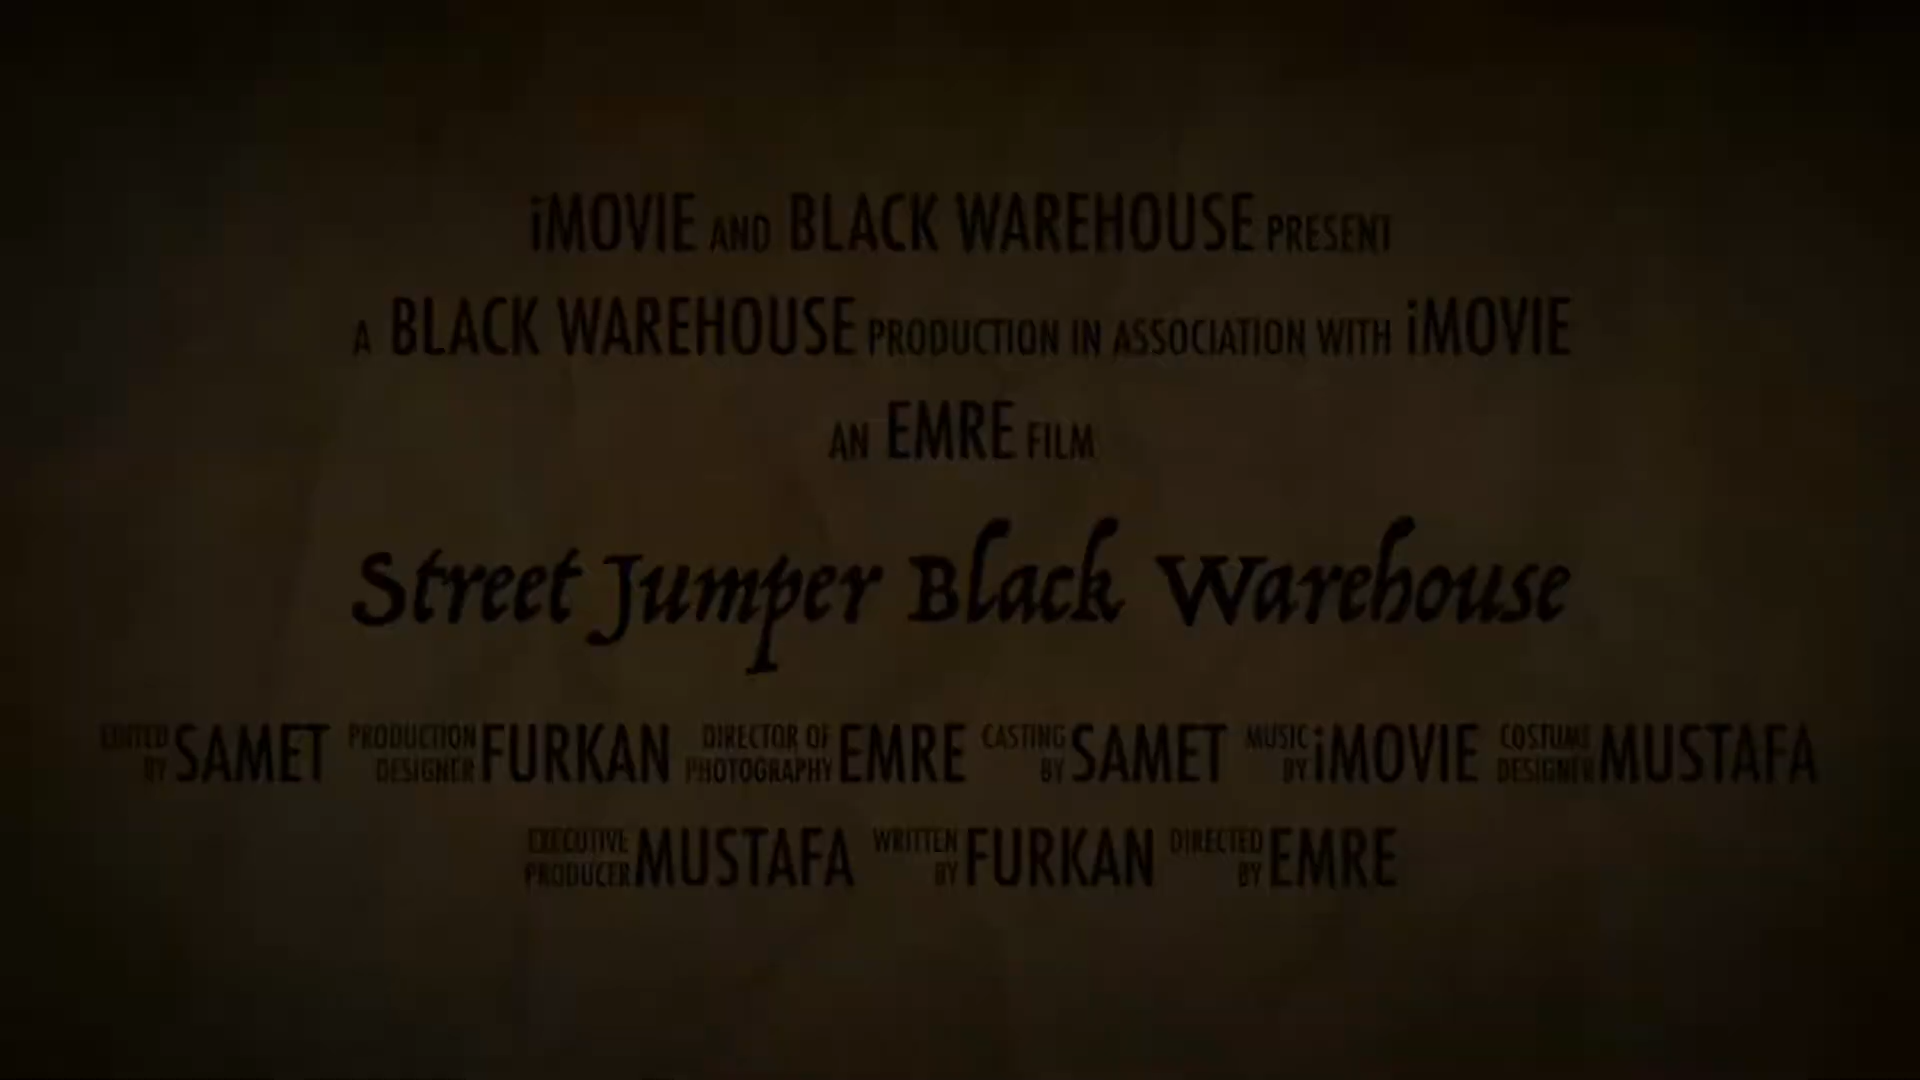 iMOVIE AND BLACK WAREHOUSE PRESENT
A BLACK WAREHOUSE PRODUCTION IN ASSOCIATION WITH iMOVIE
AN EMRE FILM
Street Jumper Black Warehouse
EDITED BY SAMET PRODUCTION DESIGNER FURKAN DIRECTOR OF PHOTOGRAPHY EMRE CASTING BY SAMET MUSIC BY iMOVIE COSTUME DESIGNER MUSTAFA
EXECUTIVE PRODUCER MUSTAFA WRITTEN BY FURKAN DIRECTED BY EMRE